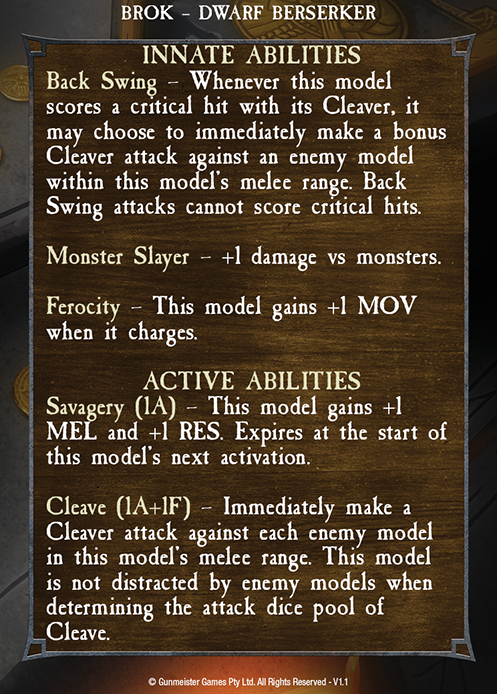 BROK - DWARF BERSERKER
INNATE ABILITIES
Back Swing – Whenever this model
scores a critical hit with its Cleaver, it
may choose to immediately make a bonus
Cleaver attack against an enemy model
within this model's melee range. Back
Swing attacks cannot score critical hits.
Monster Slayer – +1 damage vs monsters.
Ferocity – This model gains +1 MOV
when it charges.
ACTIVE ABILITIES
Savagery (1A) – This model gains +1
MEL and +1 RES. Expires at the start of
this model's next activation.
Cleave (1A+1F) – Immediately make a
Cleaver attack against each enemy model
in this model's melee range. This model
is not distracted by enemy models when
determining the attack dice pool of
Cleave.
© Gunmeister Games Pty Ltd. All Rights Reserved - V1.1